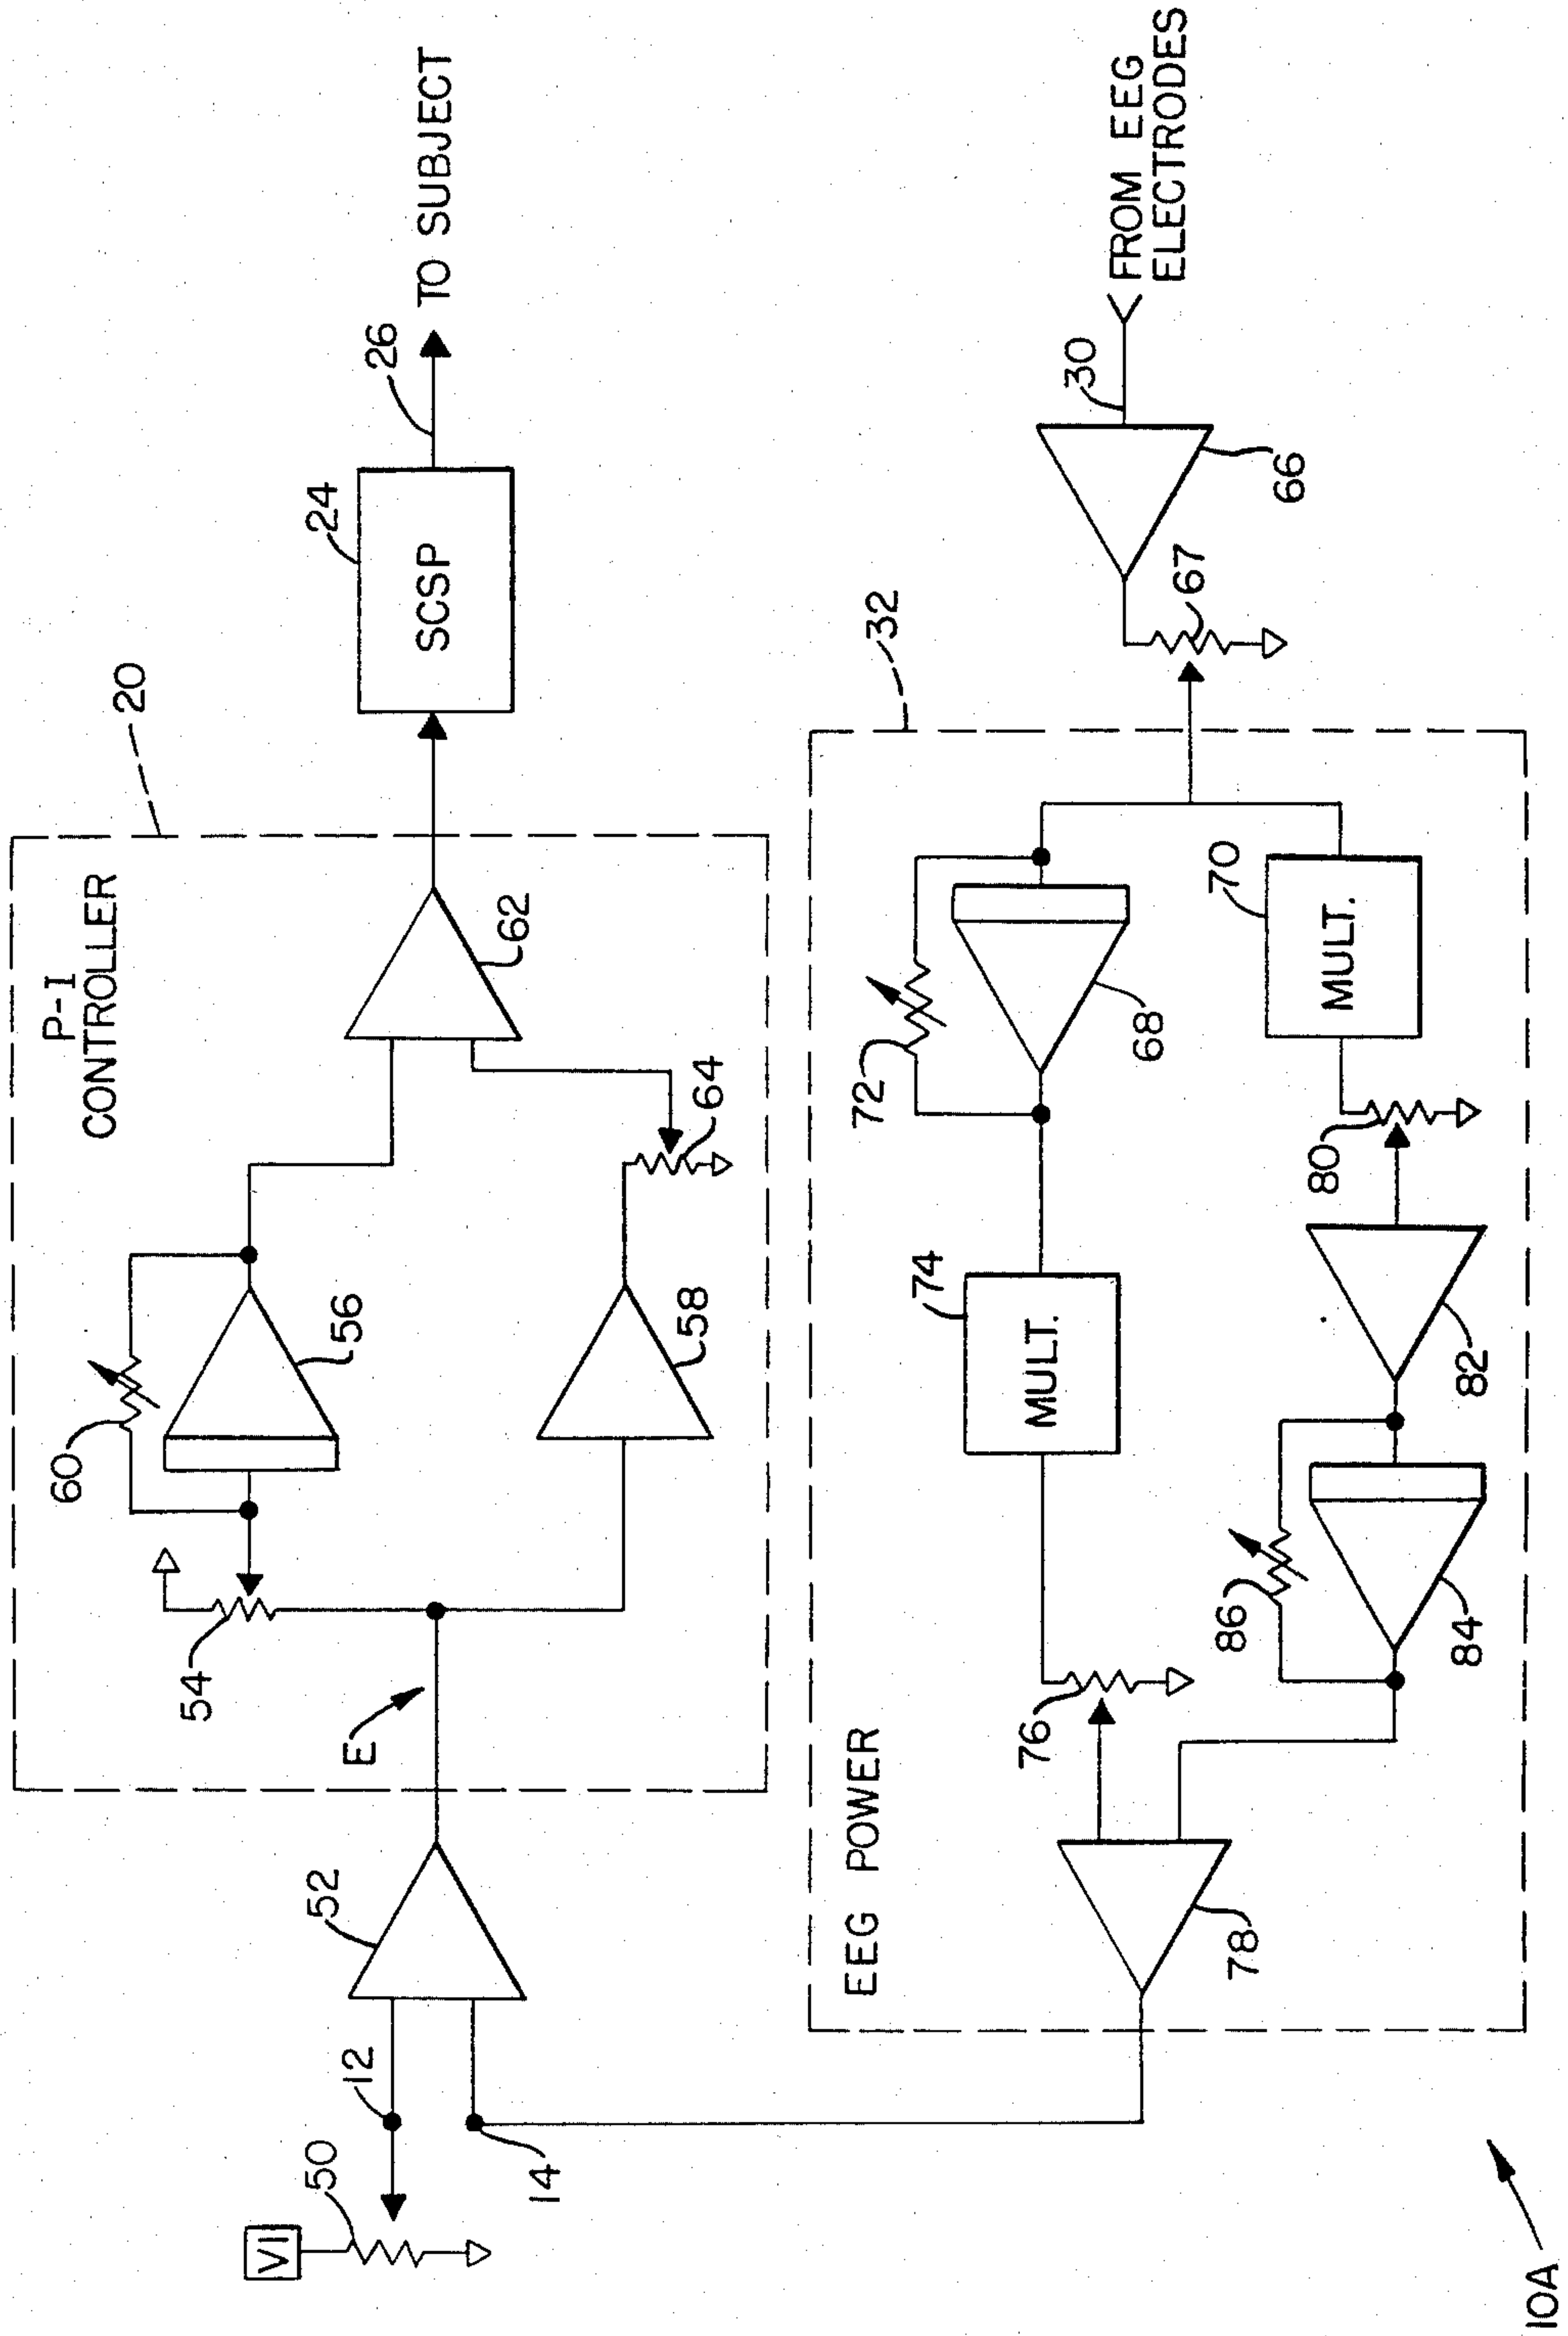 VI
50
12
14
52
E
P-I
CONTROLLER
20
54
60
56
58
64
62
24
SCSP
26
TO SUBJECT
EEG POWER
32
78
76
74
MULT.
72
68
86
84
82
80
70
MULT.
67
66
30
FROM EEG
ELECTRODES
10A